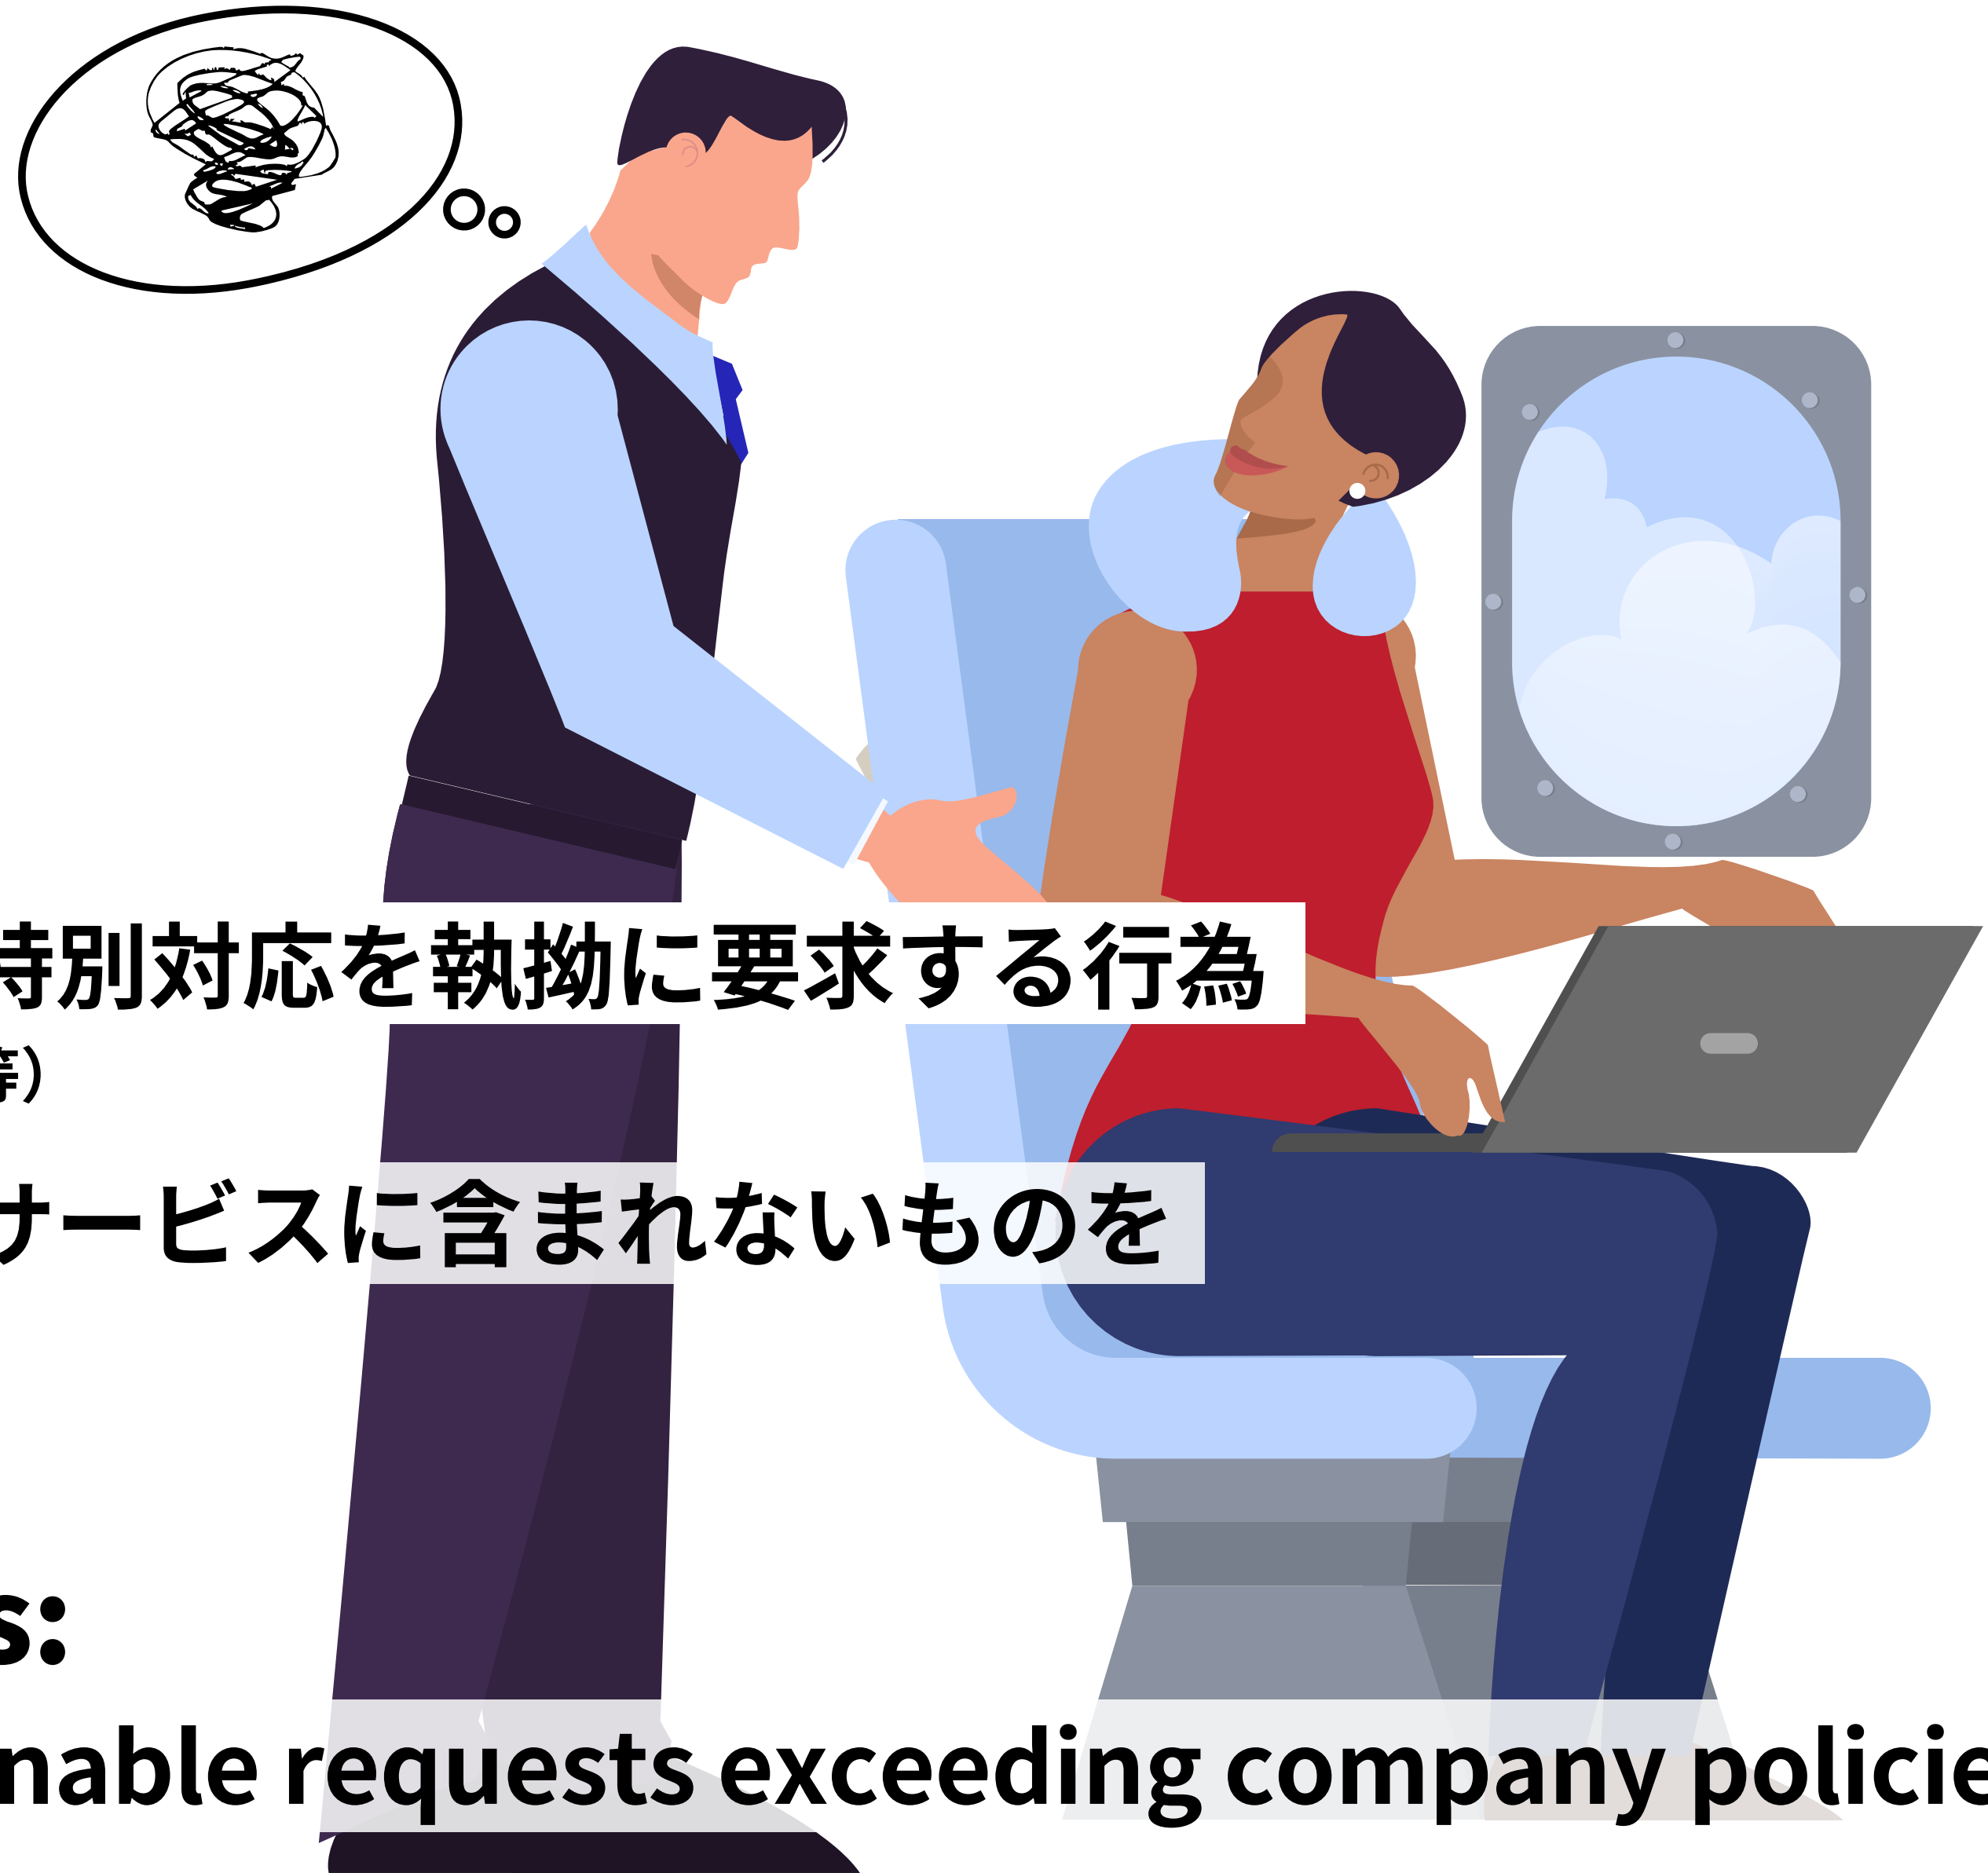 特別対応を執拗に要求する行為
等）
サービスに含まれないものを
s:
nable requests exceeding company policie